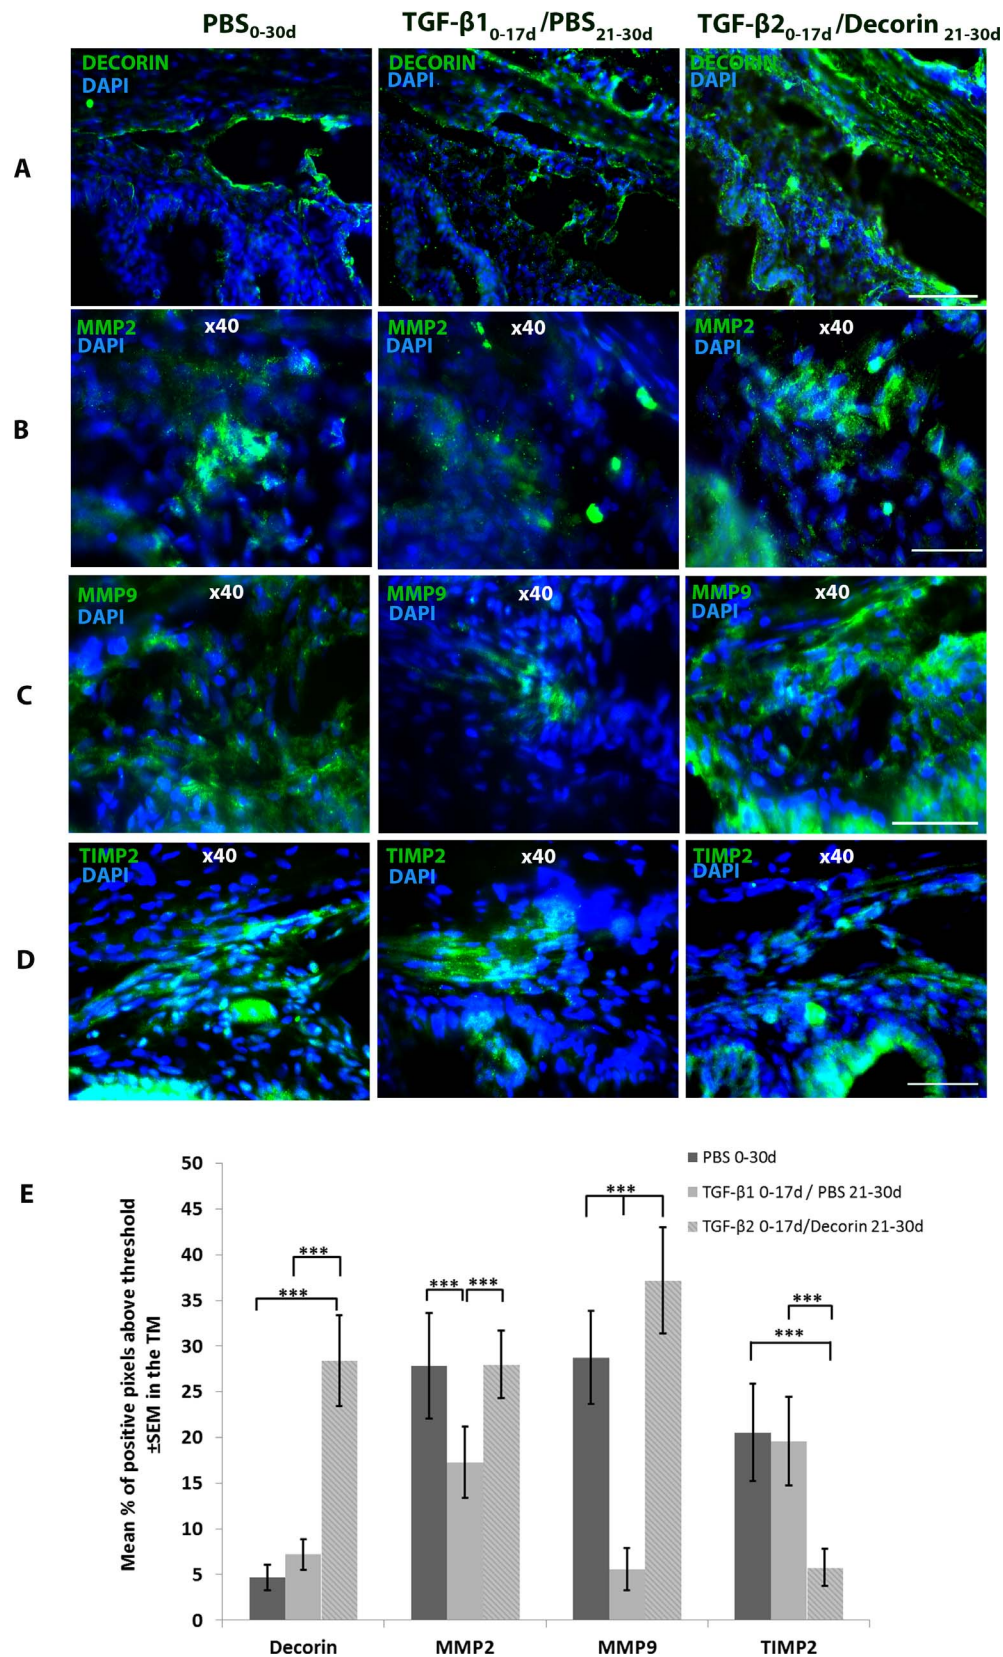 PBS0-30d TGF-β10-17d /PBS21-30d TGF-β20-17d /Decorin 21-30d
A
DECORIN
DAPI
DECORIN
DAPI
DECORIN
DAPI
B
MMP2 x40
DAPI
MMP2 x40
DAPI
MMP2 x40
DAPI
C
MMP9 x40
DAPI
MMP9 x40
DAPI
MMP9 x40
DAPI
D
TIMP2 x40
DAPI
TIMP2 x40
DAPI
TIMP2 x40
DAPI
E
Mean % of positive pixels above threshold
±SEM in the TM
50
45
40
35
30
25
20
15
10
5
0
PBS 0-30d
TGF-β1 0-17d / PBS 21-30d
TGF-β2 0-17d/Decorin 21-30d
***
***
***
***
***
***
***
Decorin MMP2 MMP9 TIMP2